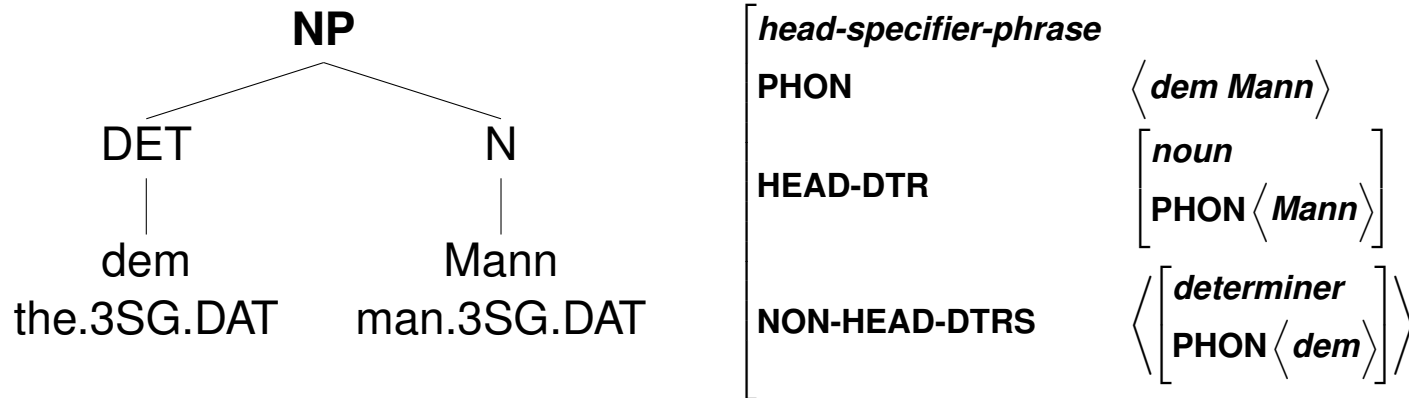 NP
DET N
dem Mann
the.3SG.DAT man.3SG.DAT
head-specifier-phrase
PHON ⟨dem Mann⟩
HEAD-DTR [noun
PHON ⟨Mann⟩]
NON-HEAD-DTRS ⟨[determiner
PHON ⟨dem⟩]⟩